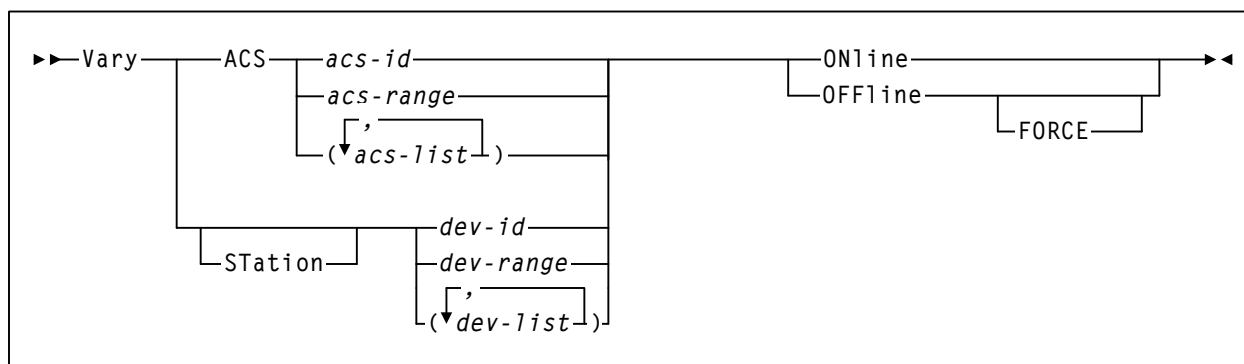 Vary ACS acs-id ONline
acs-range OFFline
, FORCE
( acs-list )
dev-id
STation dev-range
,
( dev-list )